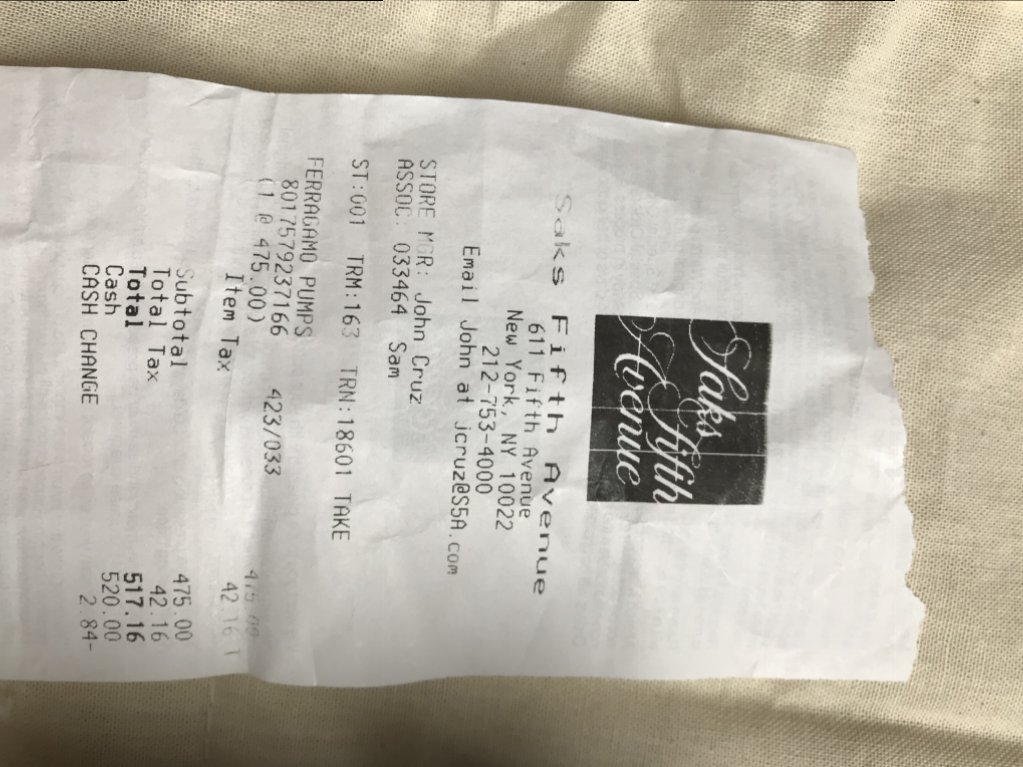 Saks
Fifth
Avenue
Saks Fifth Avenue
611 Fifth Avenue
New York, NY 10022
212-753-4000
Email John at jcruz@S5A.com
STORE MGR: John Cruz
ASSOC: 033464 Sam
ST:001 TRM:163 TRN:18601 TAKE
FERRAGAMO PUMPS
8017579237166 423/033
(1 @ 475.00) 475.00
Item Tax 42.16 T
Subtotal 475.00
Total Tax 42.16
Total 517.16
Cash 520.00
CASH CHANGE 2.84-